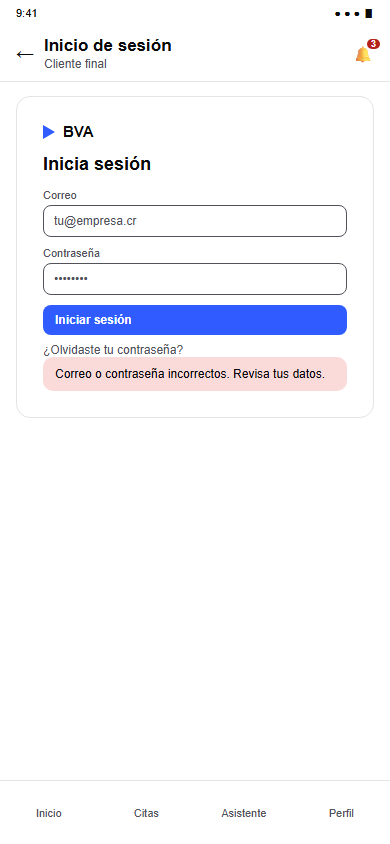 9:41
Inicio de sesión
Cliente final
3
BVA
Inicia sesión
Correo
tu@empresa.cr
Contraseña
••••••••
Iniciar sesión
¿Olvidaste tu contraseña?
Correo o contraseña incorrectos. Revisa tus datos.
Inicio
Citas
Asistente
Perfil